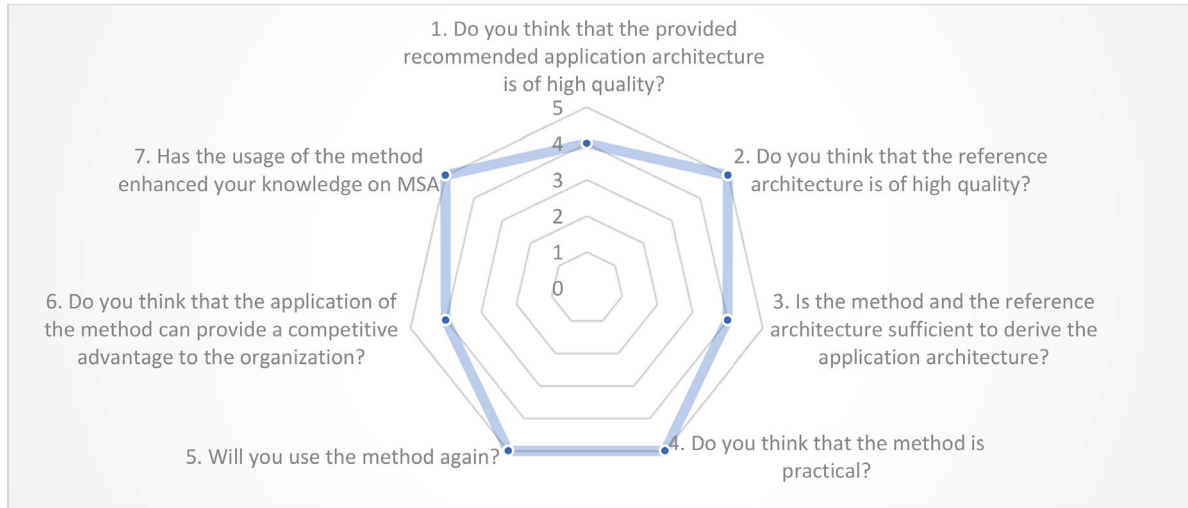 1. Do you think that the provided
recommended application architecture
is of high quality?
5
4
3
2
1
0
7. Has the usage of the method
enhanced your knowledge on MSA
2. Do you think that the reference
architecture is of high quality?
6. Do you think that the application of
the method can provide a competitive
advantage to the organization?
3. Is the method and the reference
architecture sufficient to derive the
application architecture?
5. Will you use the method again?
4. Do you think that the method is
practical?